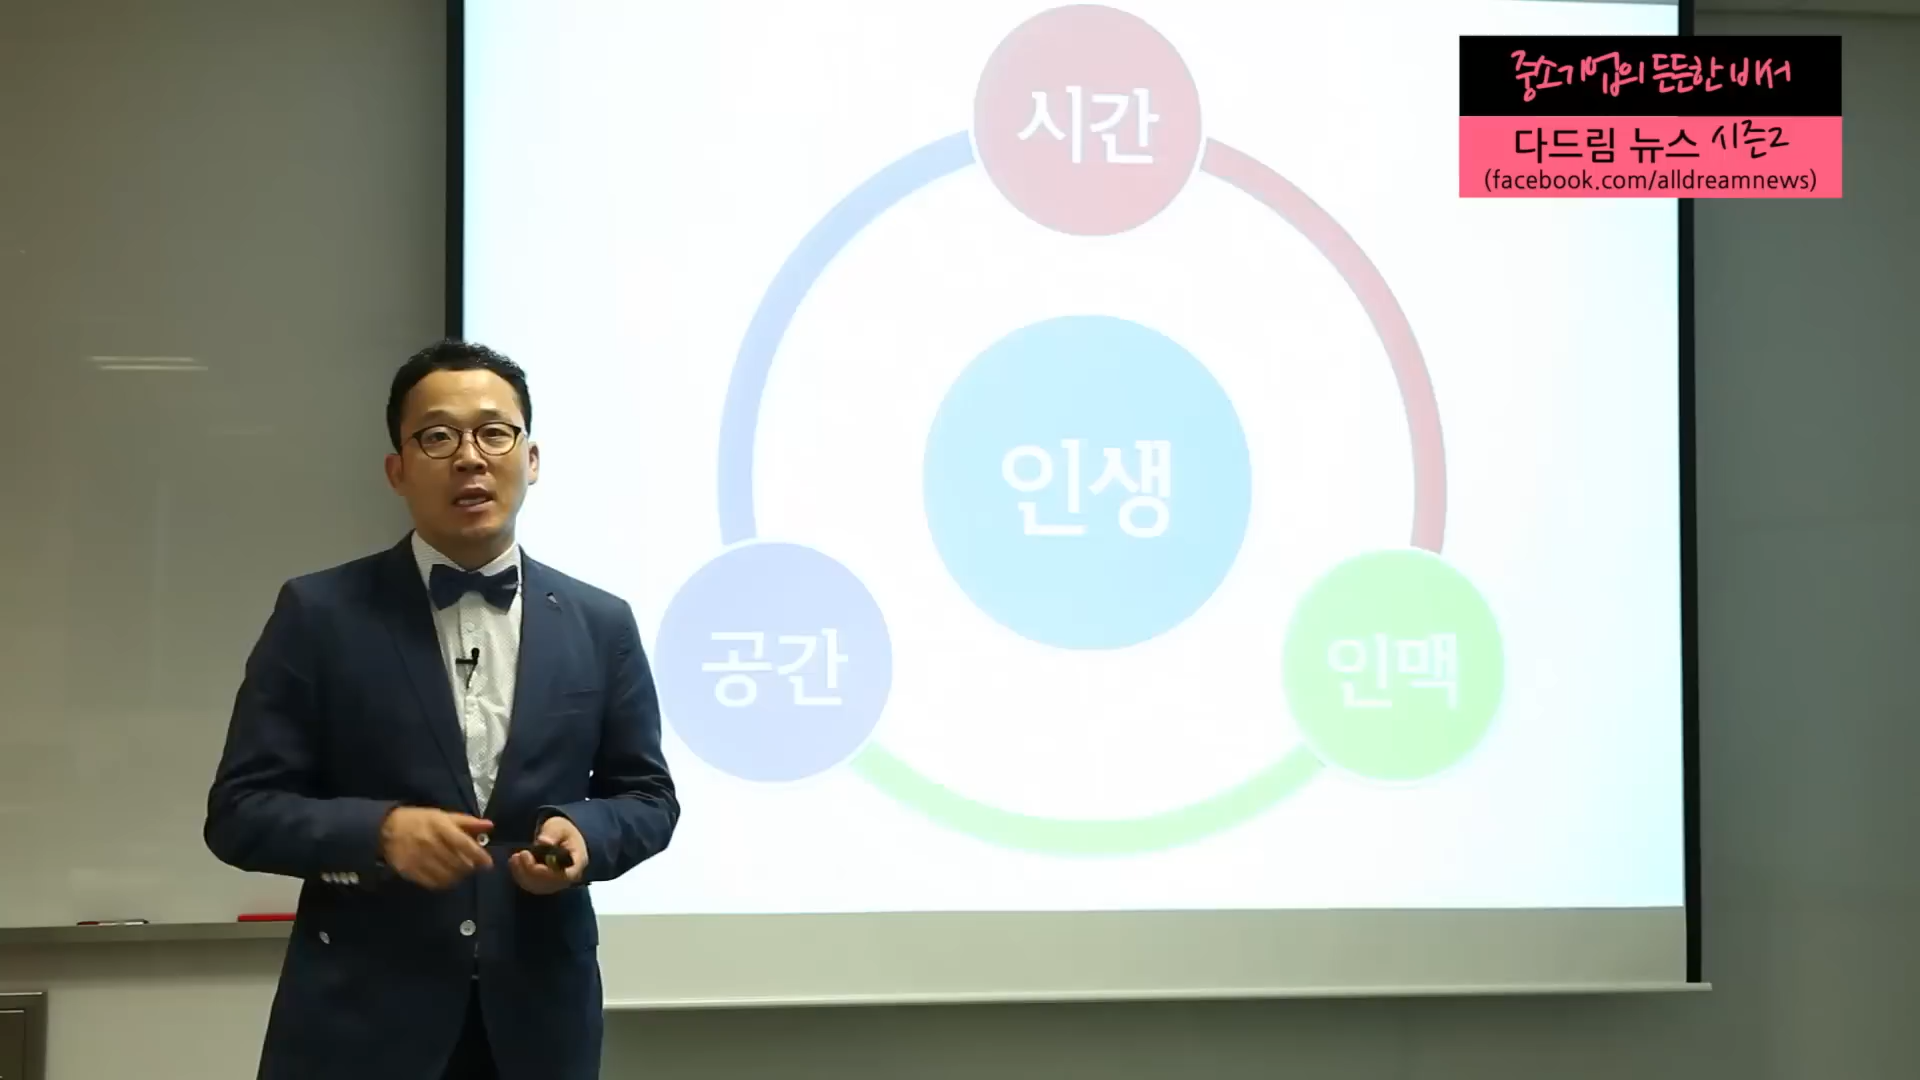 중소기업의 든든한 비서
다드림 뉴스 시즌2
(facebook.com/alldreamnews)
시간
인생
공간
인맥